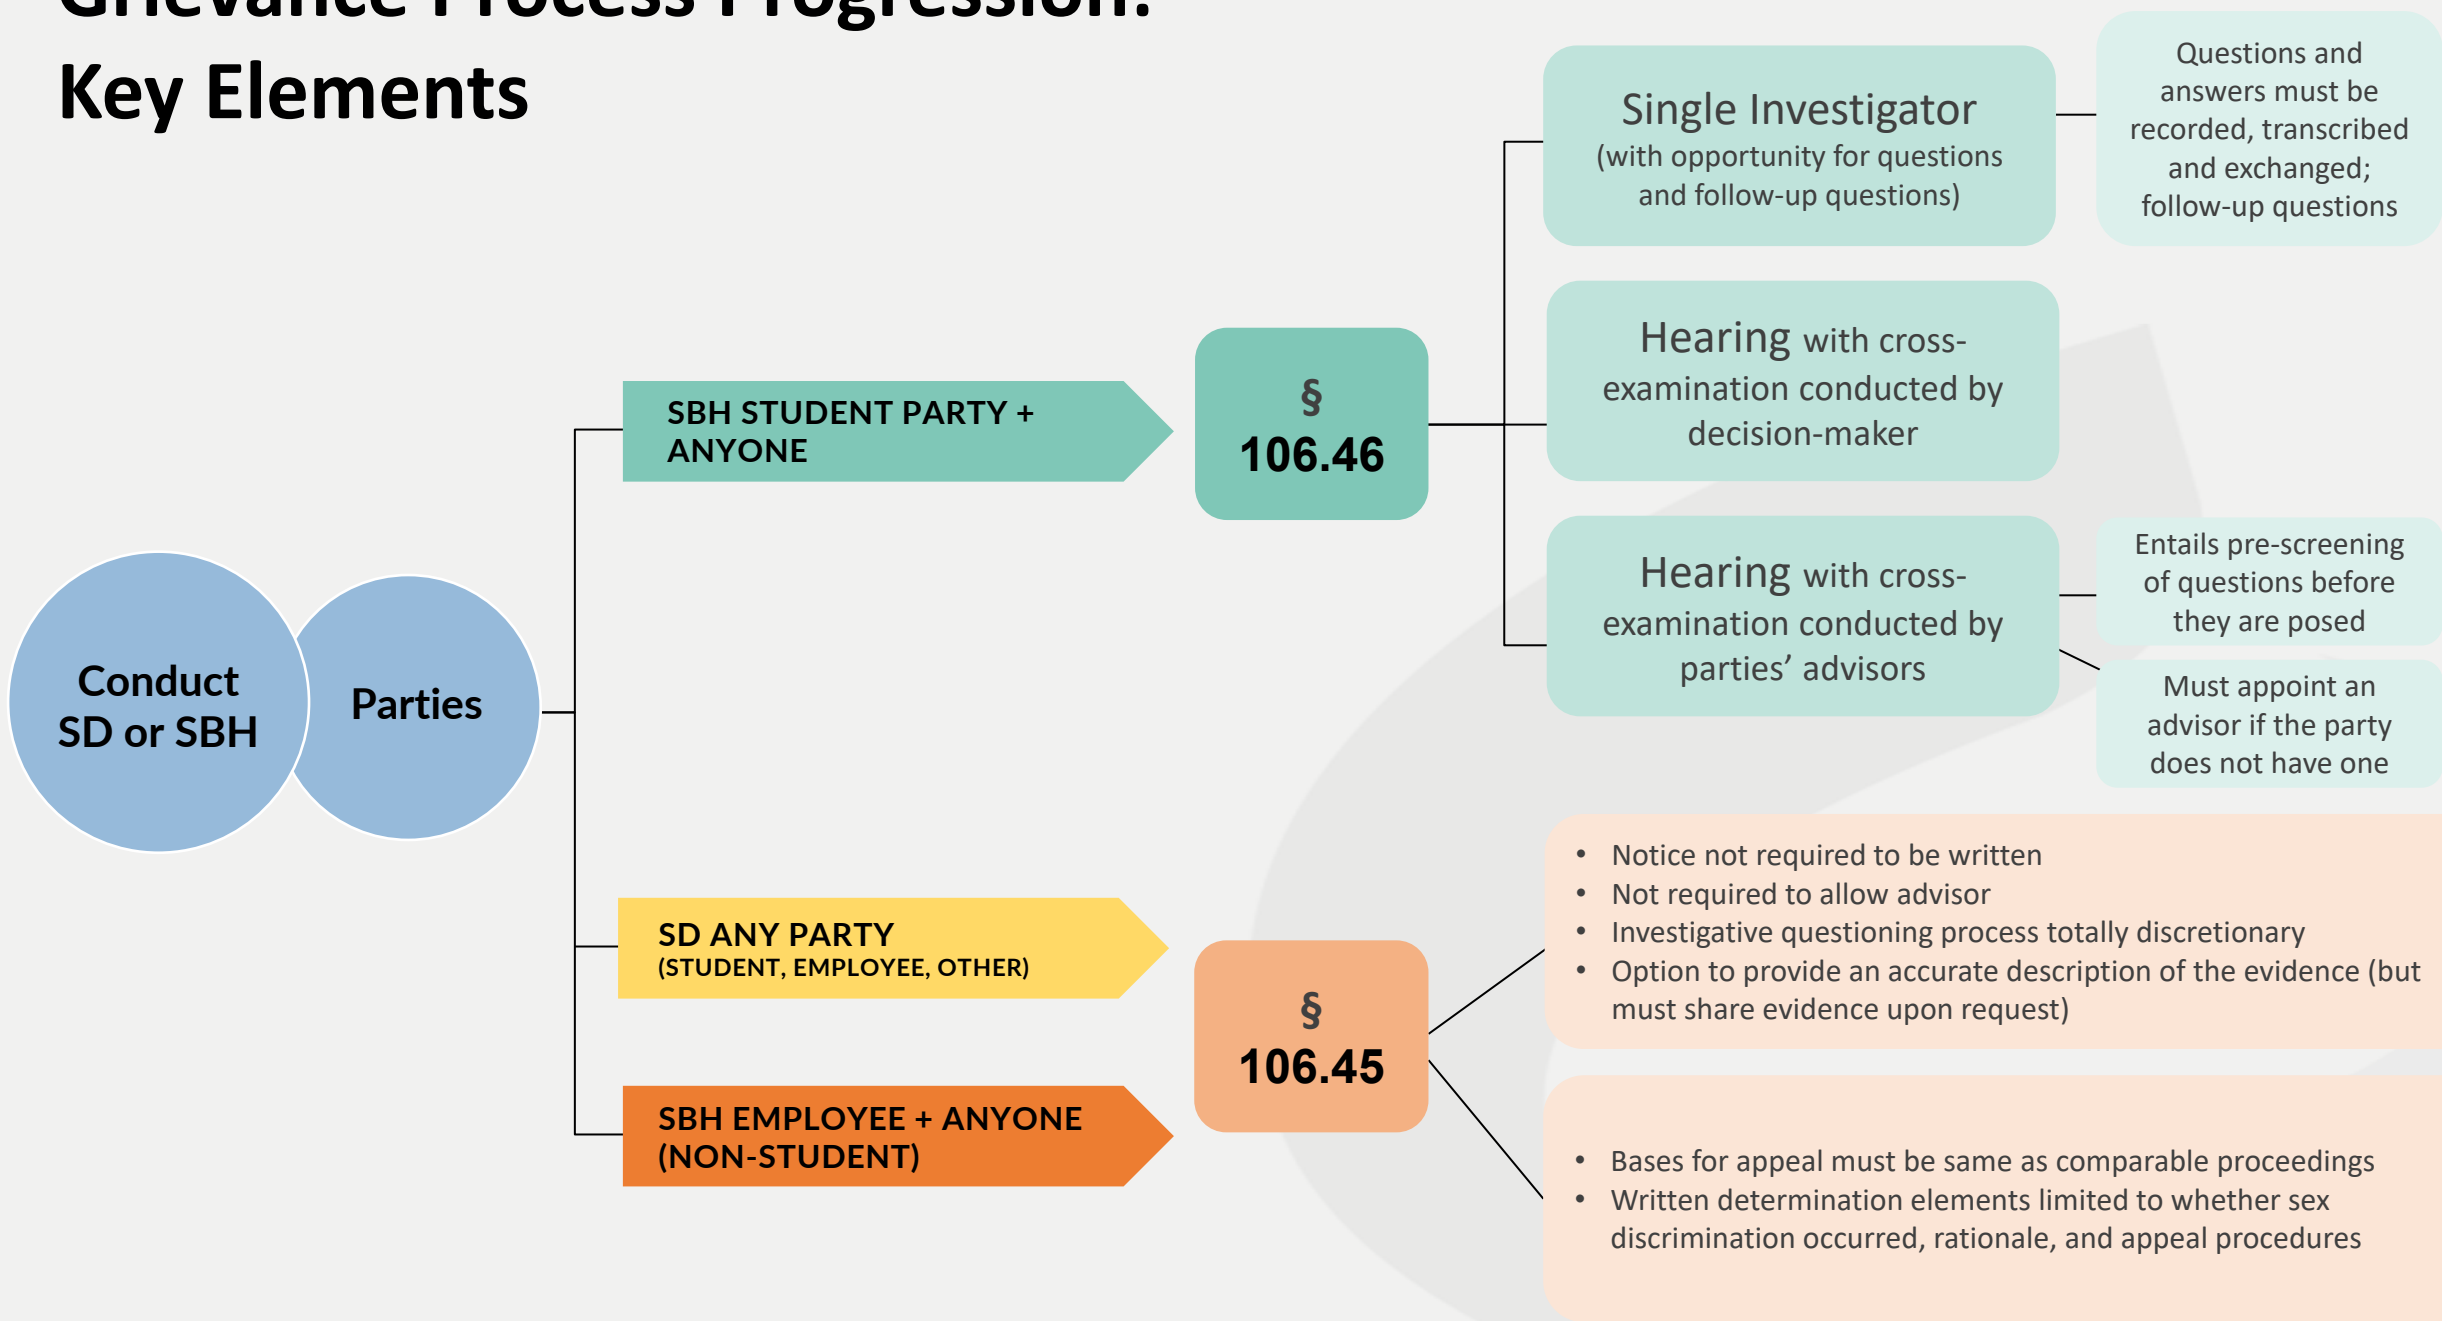 Grievance Process Progression:
Key Elements
Conduct
SD or SBH
Parties
SBH STUDENT PARTY +
ANYONE
§
106.46
Single Investigator
(with opportunity for questions
and follow-up questions)
Questions and
answers must be
recorded, transcribed
and exchanged;
follow-up questions
Hearing with cross-
examination conducted by
decision-maker
Hearing with cross-
examination conducted by
parties’ advisors
Entails pre-screening
of questions before
they are posed
Must appoint an
advisor if the party
does not have one
SD ANY PARTY
(STUDENT, EMPLOYEE, OTHER)
SBH EMPLOYEE + ANYONE
(NON-STUDENT)
§
106.45
• Notice not required to be written
• Not required to allow advisor
• Investigative questioning process totally discretionary
• Option to provide an accurate description of the evidence (but
must share evidence upon request)
• Bases for appeal must be same as comparable proceedings
• Written determination elements limited to whether sex
discrimination occurred, rationale, and appeal procedures